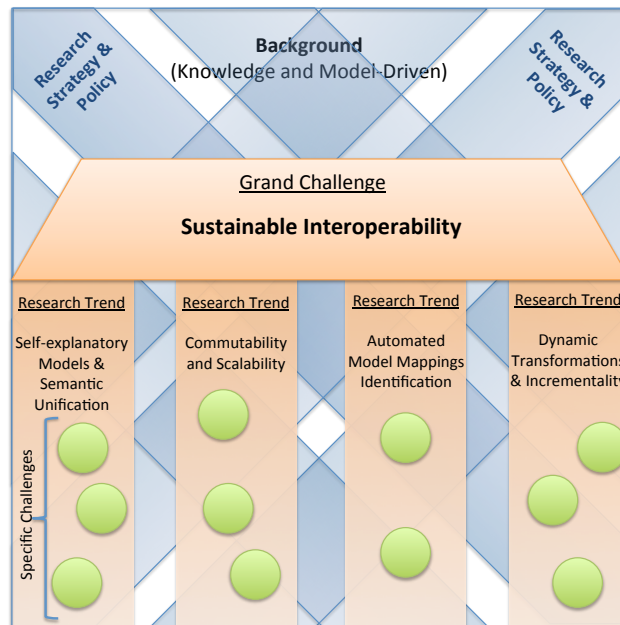 Research
Strategy &
Policy
Background
(Knowledge and Model-Driven)
Research
Strategy &
Policy
Grand Challenge
Sustainable Interoperability
Research Trend
Self-explanatory
Models &
Semantic
Unification
Research Trend
Commutability
and Scalability
Research Trend
Automated
Model Mappings
Identification
Research Trend
Dynamic
Transformations
& Incrementality
Specific Challenges